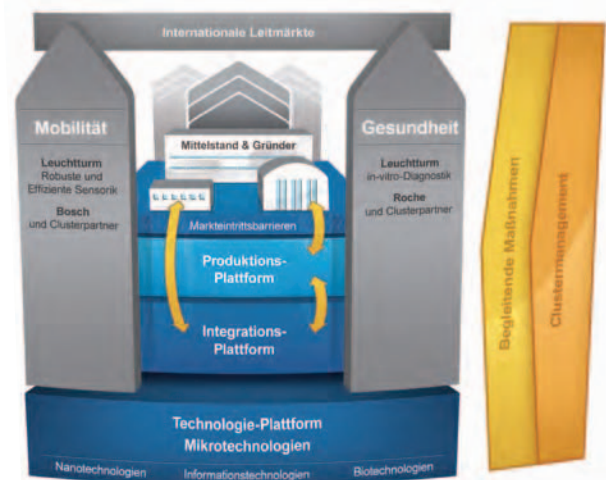 Internationale Leitmärkte
Mobilität
Leuchtturm
Robuste und
Effiziente Sensorik
Bosch
und Clusterpartner
Mittelstand & Gründer
Markteintrittsbarrieren
Produktions-
Plattform
Integrations-
Plattform
Gesundheit
Leuchtturm
in-vitro-Diagnostik
Roche
und Clusterpartner
Technologie-Plattform
Mikrotechnologien
Nanotechnologien
Informationstechnologien
Biotechnologien
Begleitende Maßnahmen
Clustermanagement